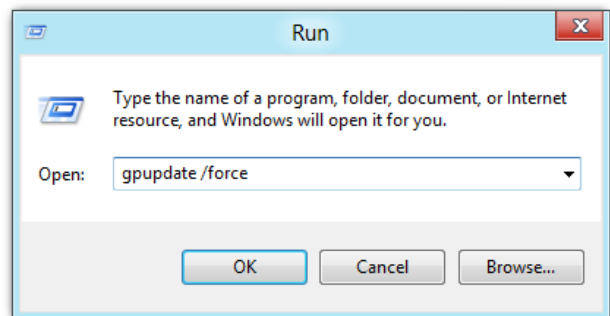 Run
Type the name of a program, folder, document, or Internet
resource, and Windows will open it for you.
Open: gpupdate /force
OK Cancel Browse...